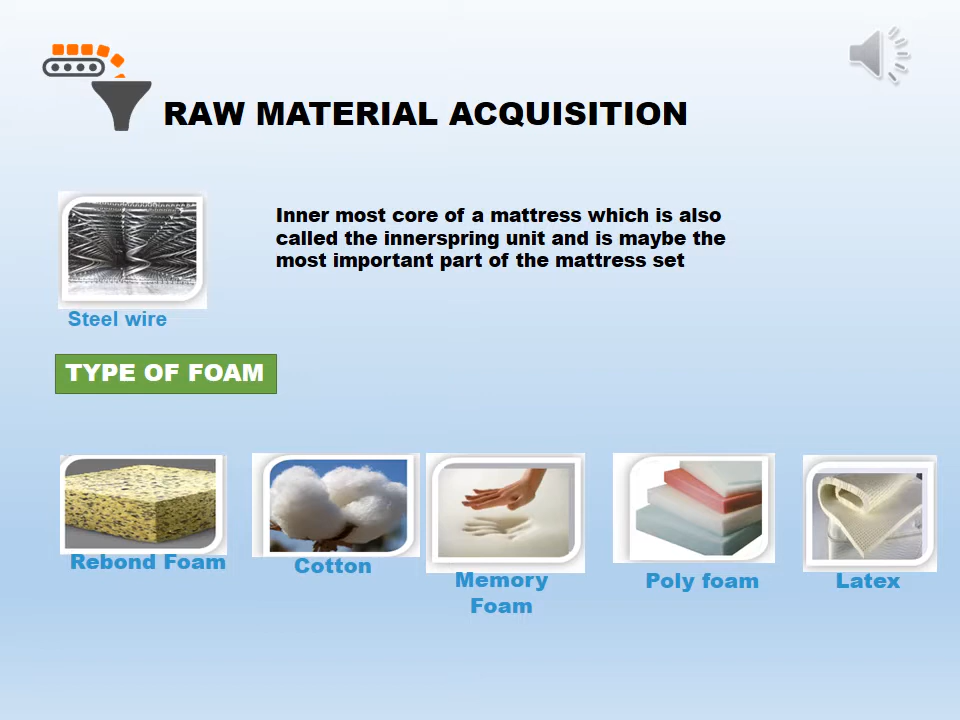 RAW MATERIAL ACQUISITION
Inner most core of a mattress which is also
called the innerspring unit and is maybe the
most important part of the mattress set
Steel wire
TYPE OF FOAM
Rebond Foam
Cotton
Memory
Foam
Poly foam
Latex